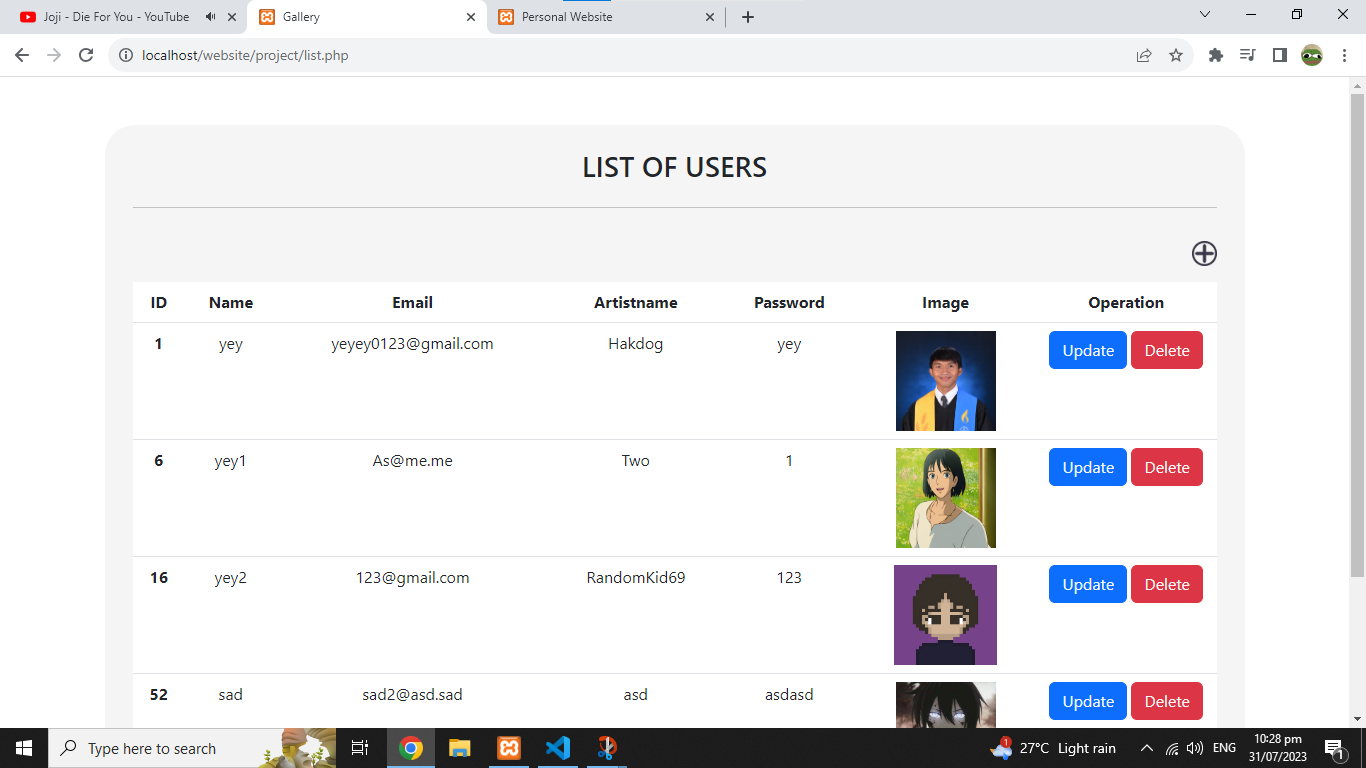 Joji - Die For You - YouTube
Gallery
Personal Website
localhost/website/project/list.php
LIST OF USERS
ID Name Email Artistname Password Image Operation
1 yey yeyey0123@gmail.com Hakdog yey Update Delete
6 yey1 As@me.me Two 1 Update Delete
16 yey2 123@gmail.com RandomKid69 123 Update Delete
52 sad sad2@asd.sad asd asdasd Update Delete
Type here to search
1
27°C Light rain
ENG
10:28 pm
31/07/2023
1